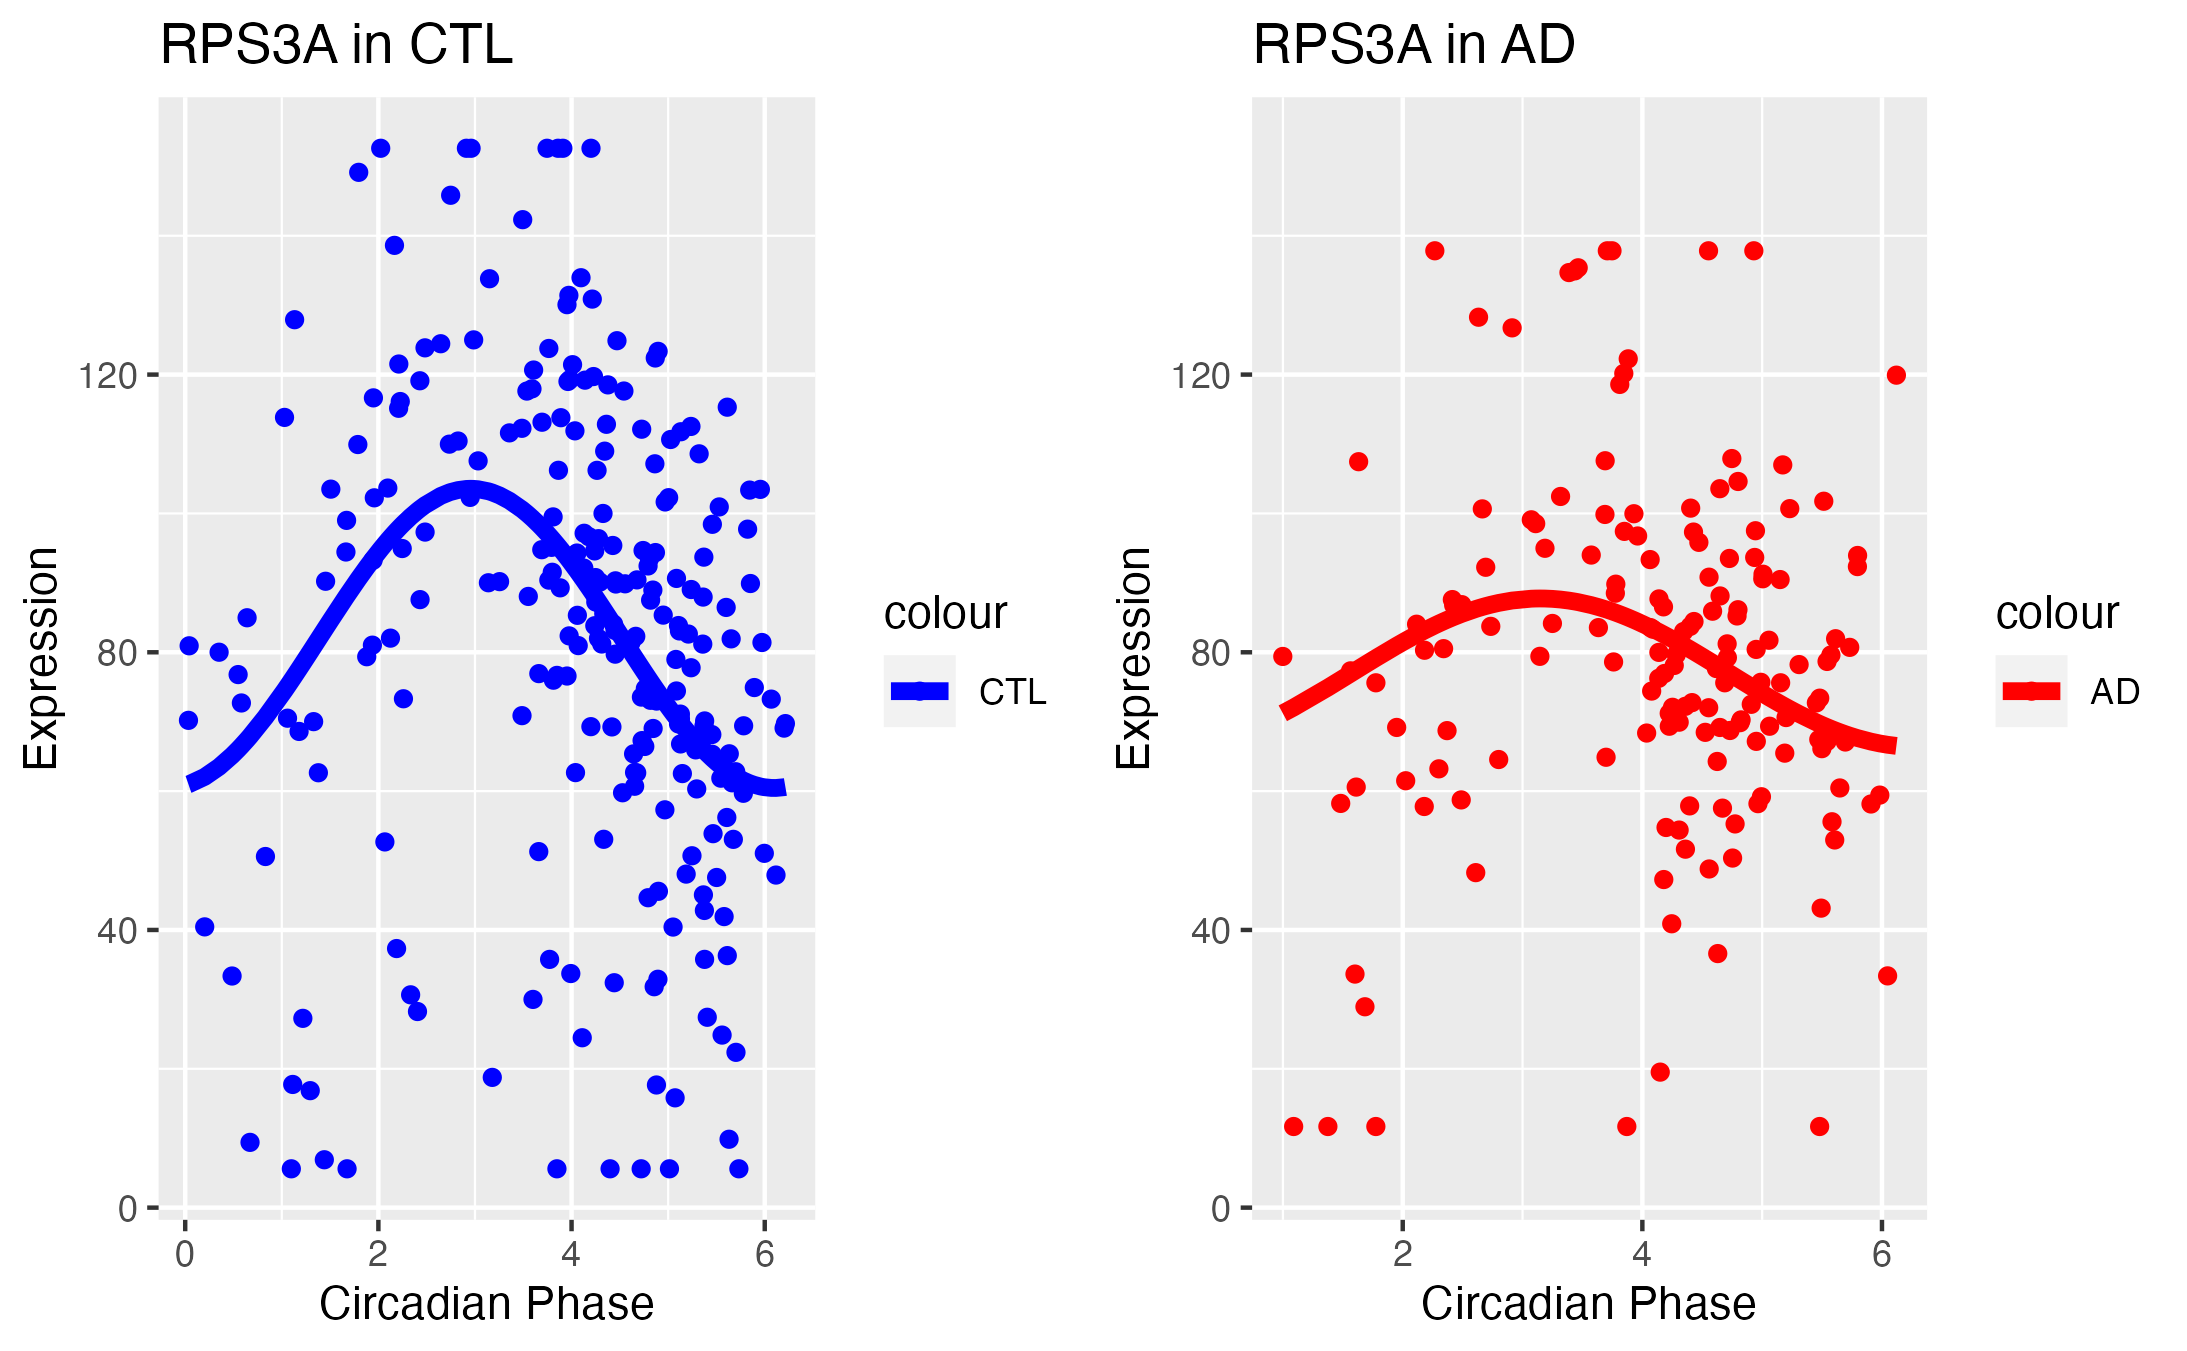 RPS3A in CTL
Expression
120
80
40
0
0 2 4 6
Circadian Phase
colour
CTL
RPS3A in AD
Expression
120
80
40
0
2 4 6
Circadian Phase
colour
AD